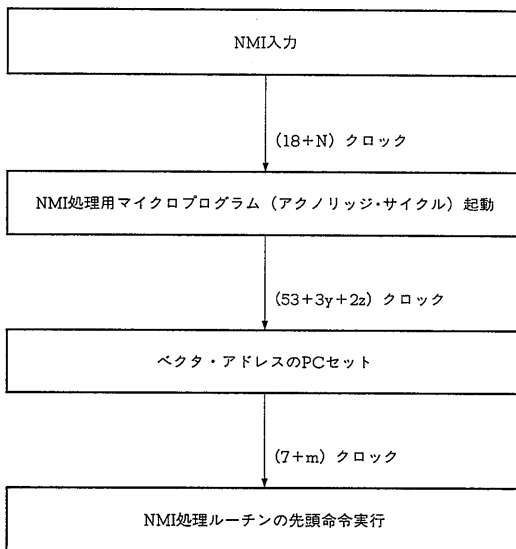 NMI入力
(18+N) クロック
NMI処理用マイクロプログラム (アクノリッジ・サイクル) 起動
(53+3y+2z) クロック
ベクタ・アドレスのPCセット
(7+m) クロック
NMI処理ルーチンの先頭命令実行